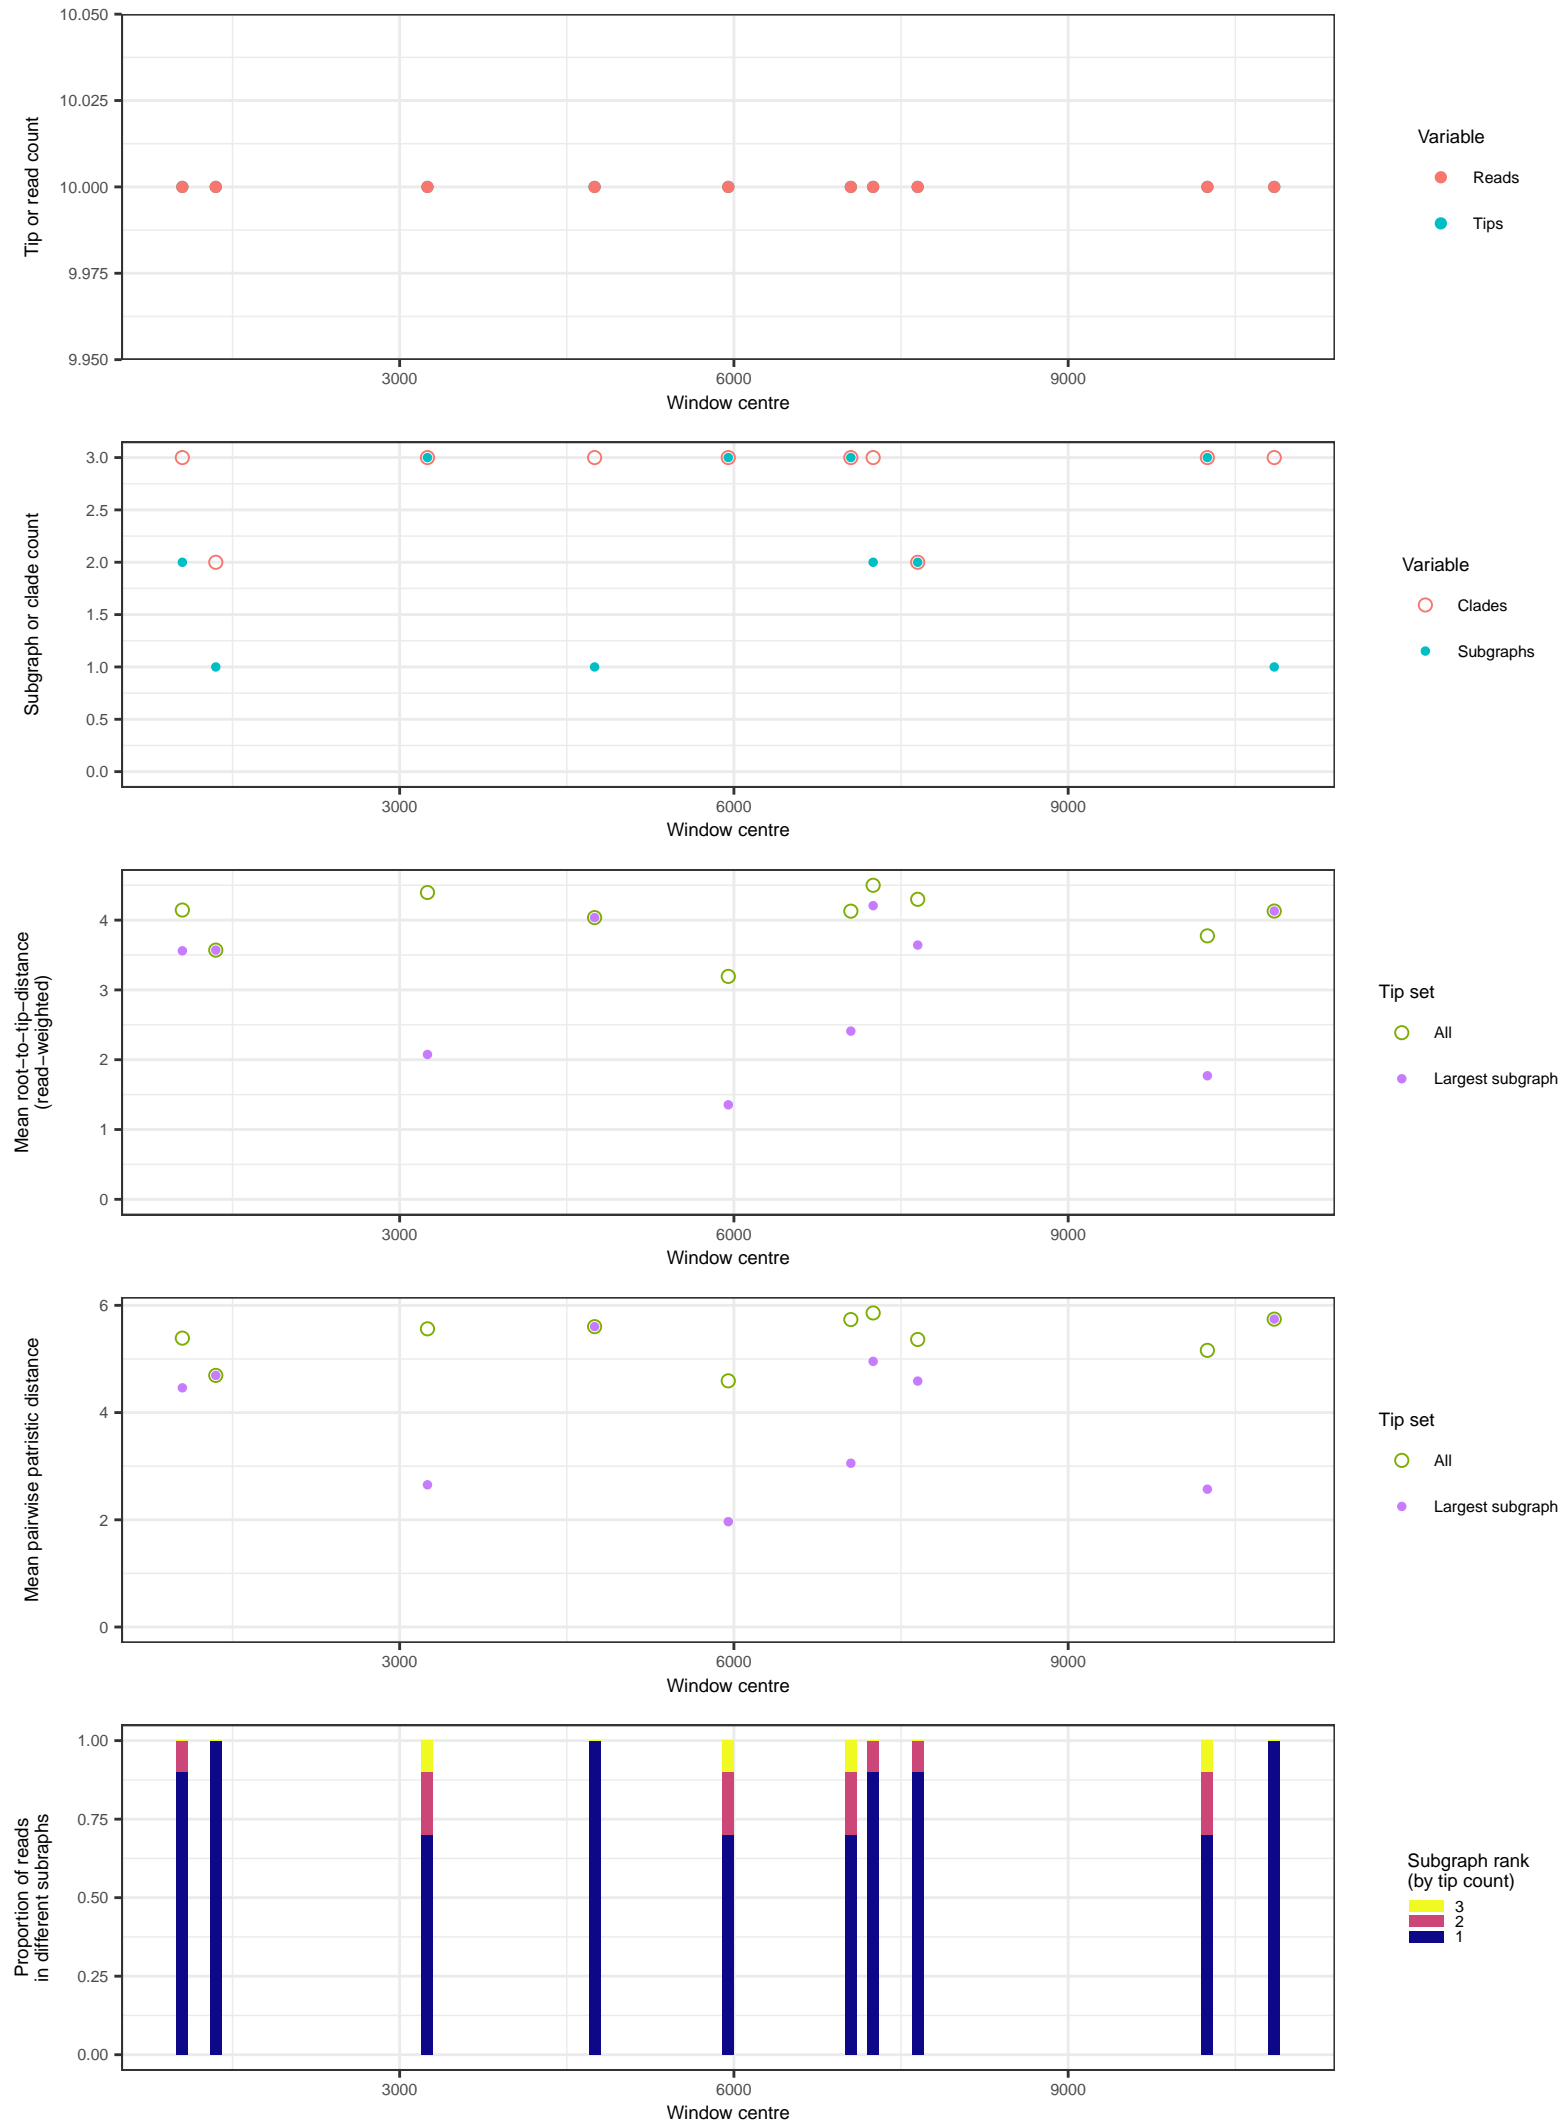 10.050
10.025
10.000
9.975
9.950
Tip or read count
3000
6000
9000
Window centre
Variable
Reads
Tips
3.0
2.5
2.0
1.5
1.0
0.5
0.0
Subgraph or clade count
3000
6000
9000
Window centre
Variable
Clades
Subgraphs
4
3
2
1
0
Mean root−to−tip−distance
(read−weighted)
3000
6000
9000
Window centre
Tip set
All
Largest subgraph
6
4
2
0
Mean pairwise patristic distance
3000
6000
9000
Window centre
Tip set
All
Largest subgraph
1.00
0.75
0.50
0.25
0.00
Proportion of reads
in different subraphs
3000
6000
9000
Window centre
Subgraph rank
(by tip count)
3
2
1